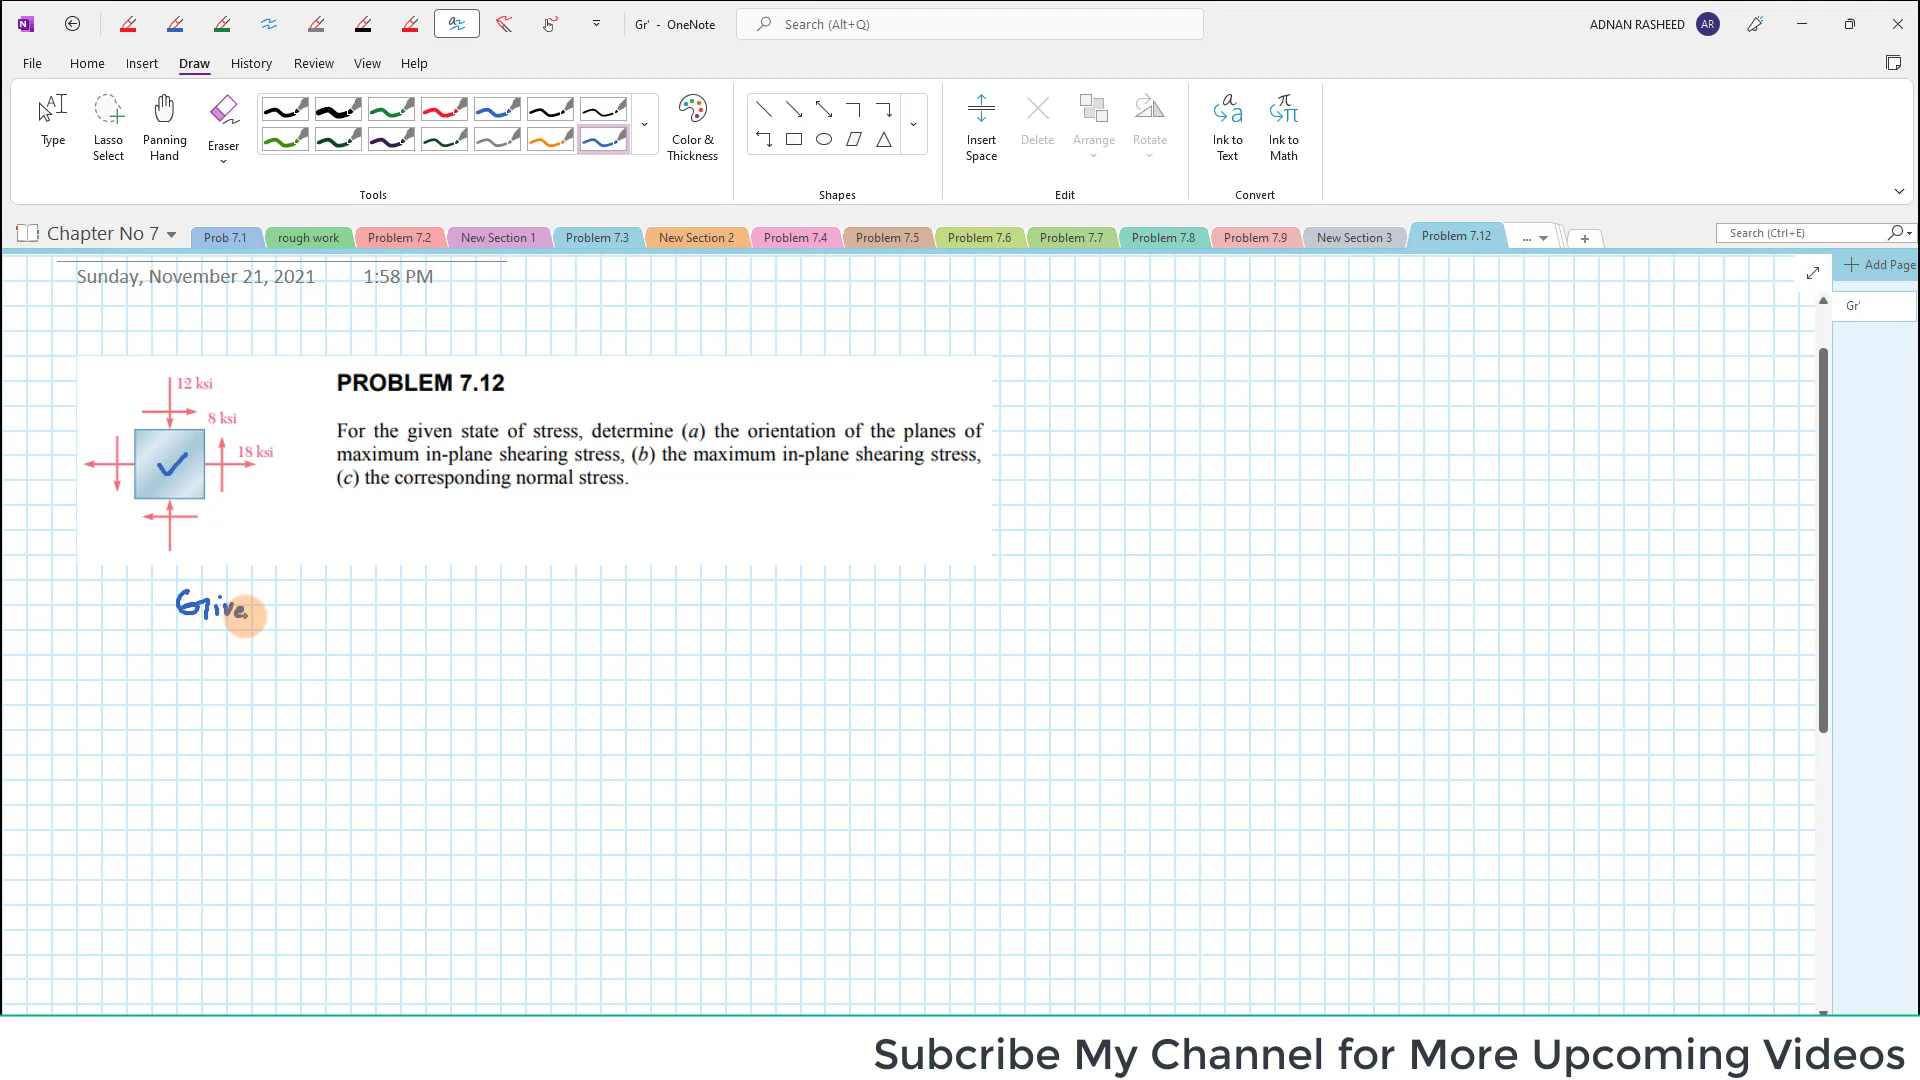 Gr' - OneNote
Search (Alt+Q)
ADNAN RASHEED
AR
File Home Insert Draw History Review View Help
Type
Lasso Select
Panning Hand
Eraser
Color & Thickness
Insert Space
Delete
Arrange
Rotate
Ink to Text
Ink to Math
Tools
Shapes
Edit
Convert
Chapter No 7
Prob 7.1
rough work
Problem 7.2
New Section 1
Problem 7.3
New Section 2
Problem 7.4
Problem 7.5
Problem 7.6
Problem 7.7
Problem 7.8
Problem 7.9
New Section 3
Problem 7.12
...
Search (Ctrl+E)
Sunday, November 21, 2021 1:58 PM
Add Page
Gr'
12 ksi
8 ksi
18 ksi
PROBLEM 7.12
For the given state of stress, determine (a) the orientation of the planes of
maximum in-plane shearing stress, (b) the maximum in-plane shearing stress,
(c) the corresponding normal stress.
Give
Subcribe My Channel for More Upcoming Videos